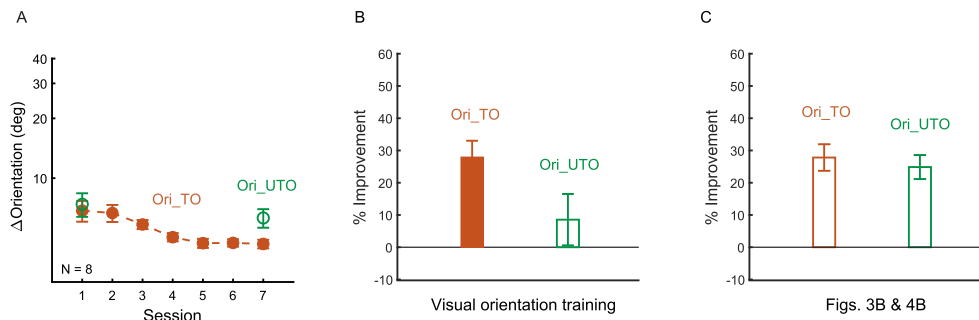 A
ΔOrientation (deg)
40
30
20
10
Ori_TO
Ori_UTO
N = 8
1 2 3 4 5 6 7
Session
B
% Improvement
60
50
40
30
20
10
0
-10
Ori_TO
Ori_UTO
Visual orientation training
C
% Improvement
60
50
40
30
20
10
0
-10
Ori_TO
Ori_UTO
Figs. 3B & 4B